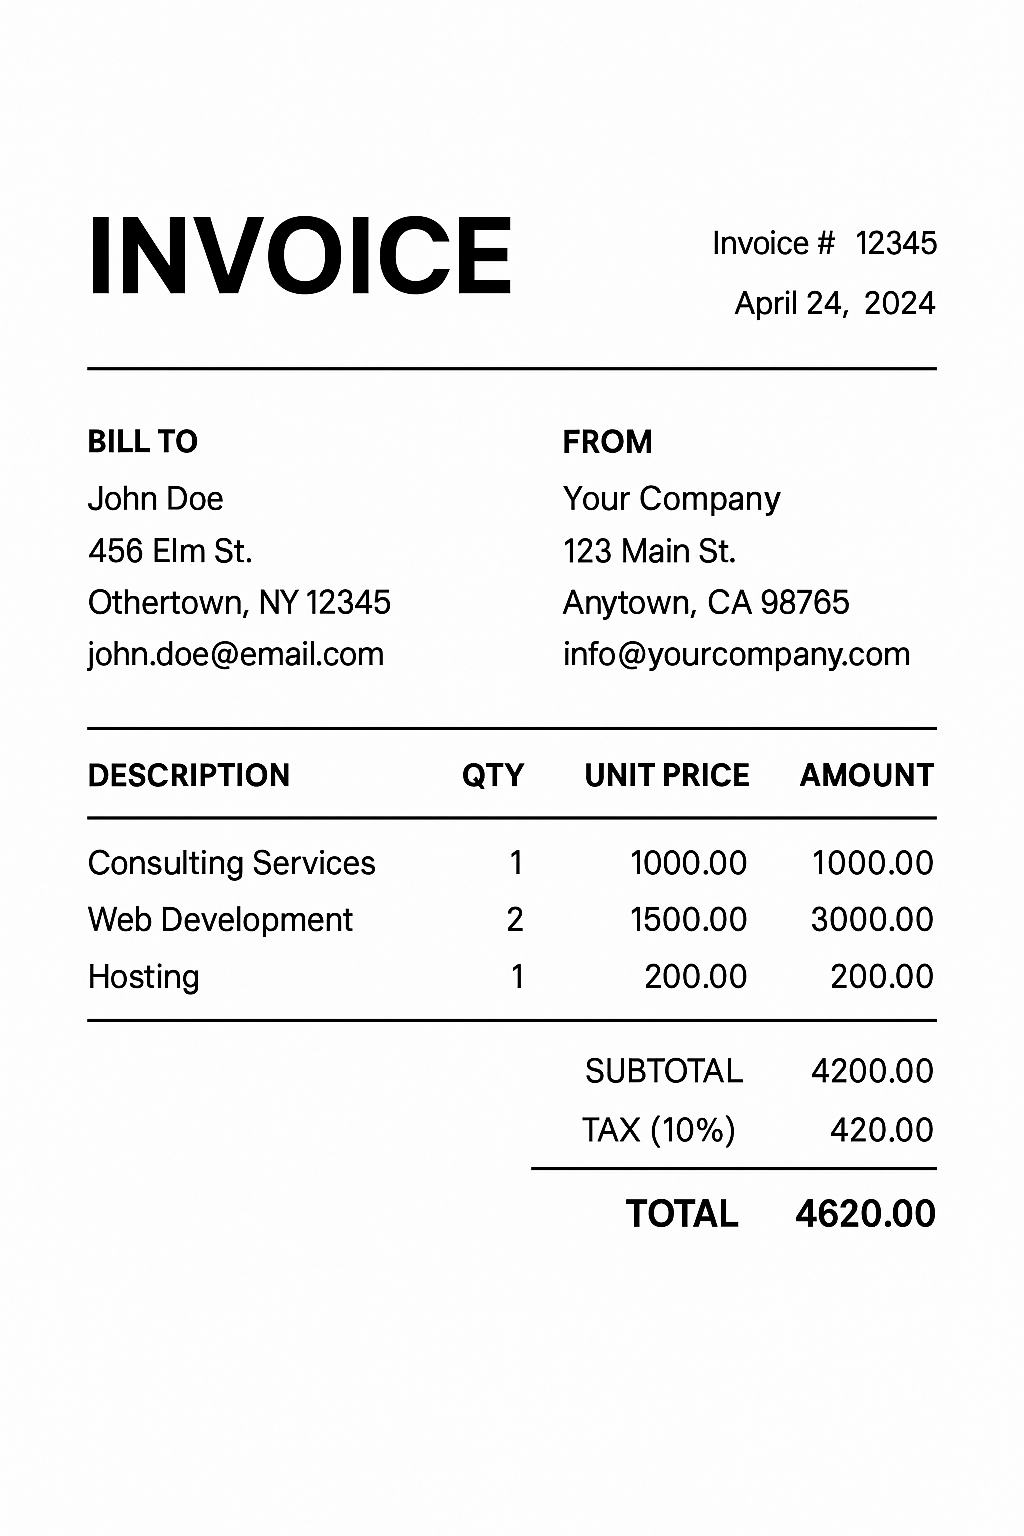 INVOICE
Invoice # 12345
April 24, 2024
BILL TO
John Doe
456 Elm St.
Othertown, NY 12345
john.doe@email.com
FROM
Your Company
123 Main St.
Anytown, CA 98765
info@yourcompany.com
DESCRIPTION QTY UNIT PRICE AMOUNT
Consulting Services 1 1000.00 1000.00
Web Development 2 1500.00 3000.00
Hosting 1 200.00 200.00
SUBTOTAL 4200.00
TAX (10%) 420.00
TOTAL 4620.00